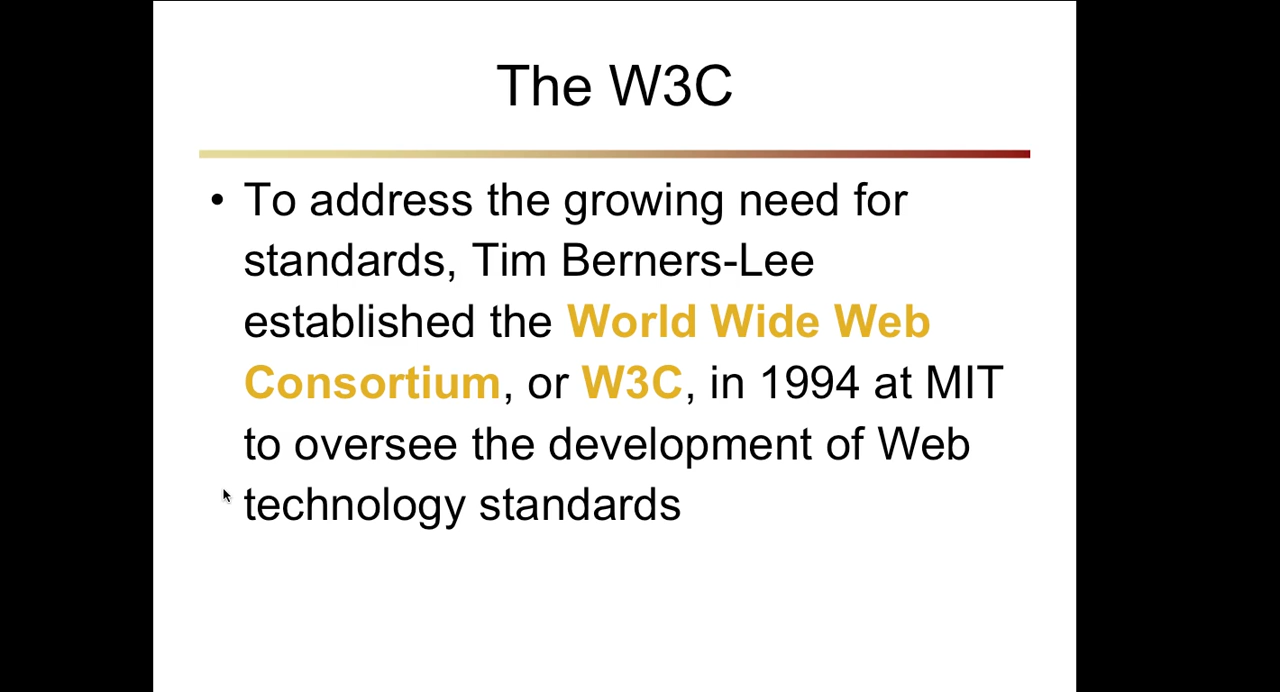 The W3C
• To address the growing need for
standards, Tim Berners-Lee
established the World Wide Web
Consortium, or W3C, in 1994 at MIT
to oversee the development of Web
technology standards